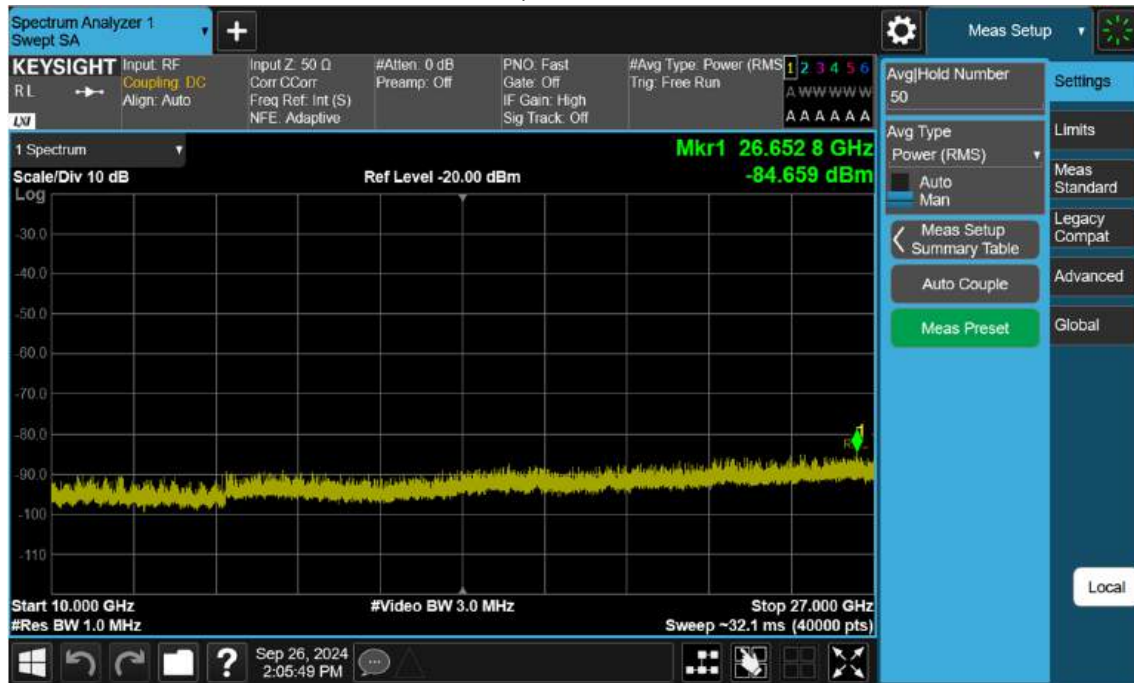 Spectrum Analyzer 1
Swept SA
+
Meas Setup
KEYSIGHT
RL
LXI
Input: RF
Coupling: DC
Align: Auto
Input Z: 50 Ω
Corr CCorr
Freq Ref: Int (S)
NFE: Adaptive
#Atten: 0 dB
Preamp: Off
PNO: Fast
Gate: Off
IF Gain: High
Sig Track: Off
#Avg Type: Power (RMS
Trig: Free Run
1 2 3 4 5 6
A W W W W W
A A A A A A
1 Spectrum
Scale/Div 10 dB
Log
Ref Level -20.00 dBm
Mkr1 26.652 8 GHz
-84.659 dBm
-30.0
-40.0
-50.0
-60.0
-70.0
-80.0
-90.0
-100
-110
1
Start 10.000 GHz
#Res BW 1.0 MHz
#Video BW 3.0 MHz
Stop 27.000 GHz
Sweep ~32.1 ms (40000 pts)
Avg|Hold Number
50
Avg Type
Power (RMS)
Auto
Man
Meas Setup
Summary Table
Auto Couple
Meas Preset
Settings
Limits
Meas
Standard
Legacy
Compat
Advanced
Global
Local
?
Sep 26, 2024
2:05:49 PM